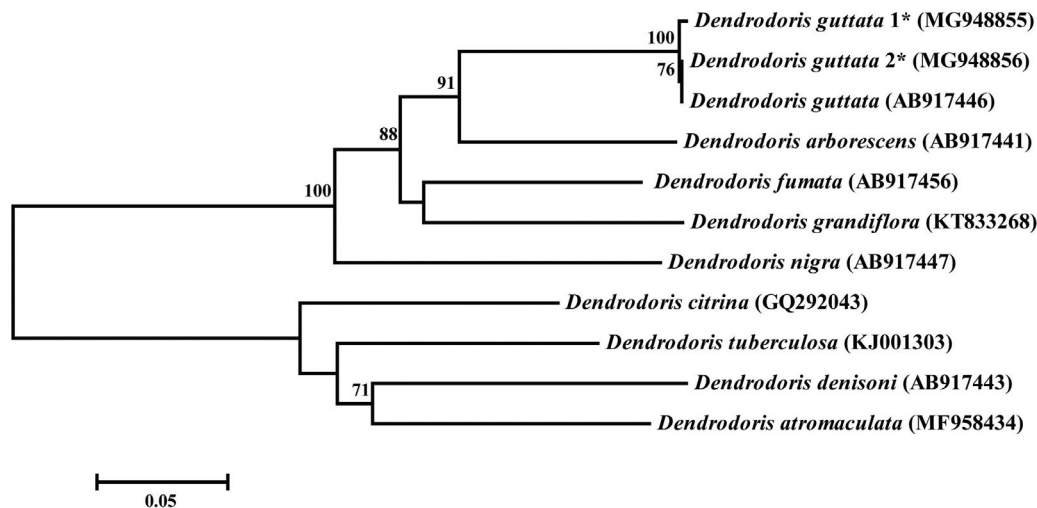 Dendrodoris guttata 1* (MG948855)
100
Dendrodoris guttata 2* (MG948856)
76
91
Dendrodoris guttata (AB917446)
88
Dendrodoris arborescens (AB917441)
Dendrodoris fumata (AB917456)
100
Dendrodoris grandiflora (KT833268)
Dendrodoris nigra (AB917447)
Dendrodoris citrina (GQ292043)
Dendrodoris tuberculosa (KJ001303)
71
Dendrodoris denisoni (AB917443)
Dendrodoris atromaculata (MF958434)
0.05